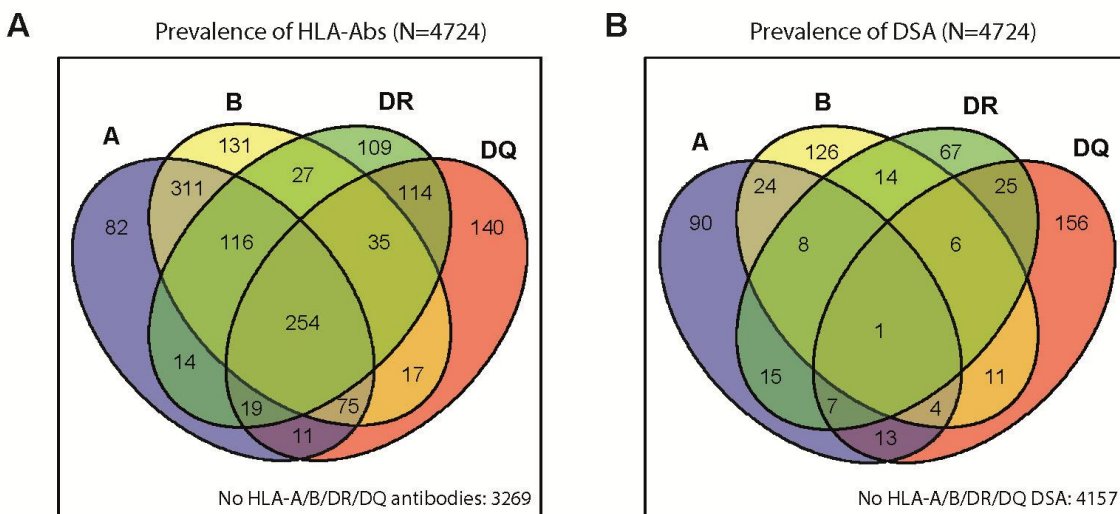 A
Prevalence of HLA-Abs (N=4724)
A
B
DR
DQ
82
131
109
140
311
27
114
116
35
254
14
17
19
75
11
No HLA-A/B/DR/DQ antibodies: 3269
B
Prevalence of DSA (N=4724)
A
B
DR
DQ
90
126
67
156
24
14
25
8
6
1
15
11
7
4
13
No HLA-A/B/DR/DQ DSA: 4157